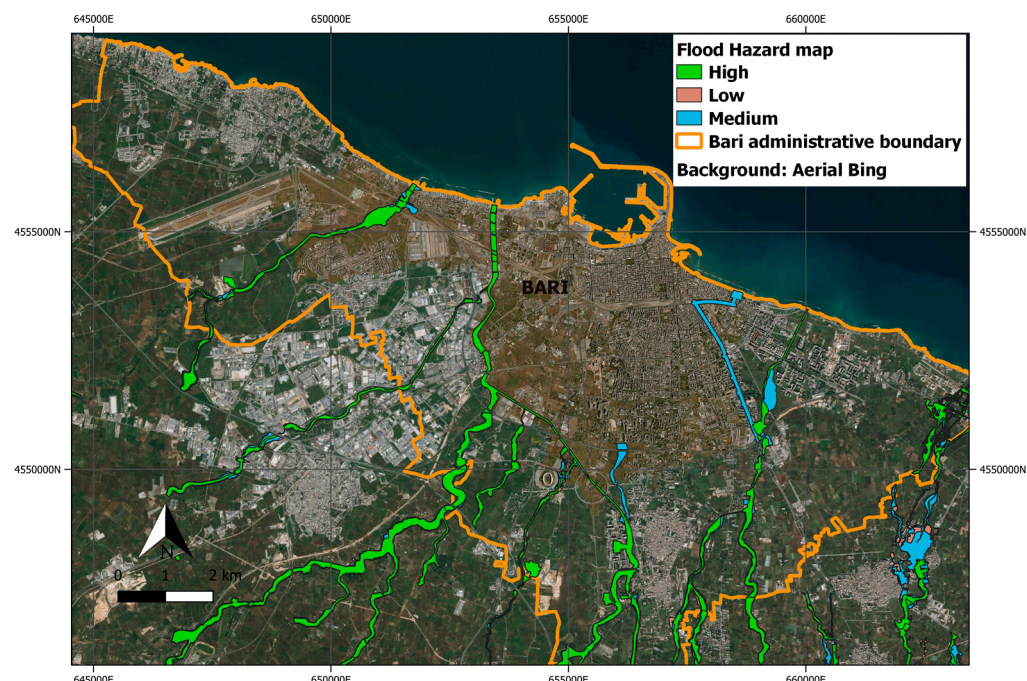 645000E 650000E 655000E 660000E
Flood Hazard map
High
Low
Medium
Bari administrative boundary
Background: Aerial Bing
4555000N 4555000N
BARI
4550000N 4550000N
N
0 1 2 km
645000E 650000E 655000E 660000E